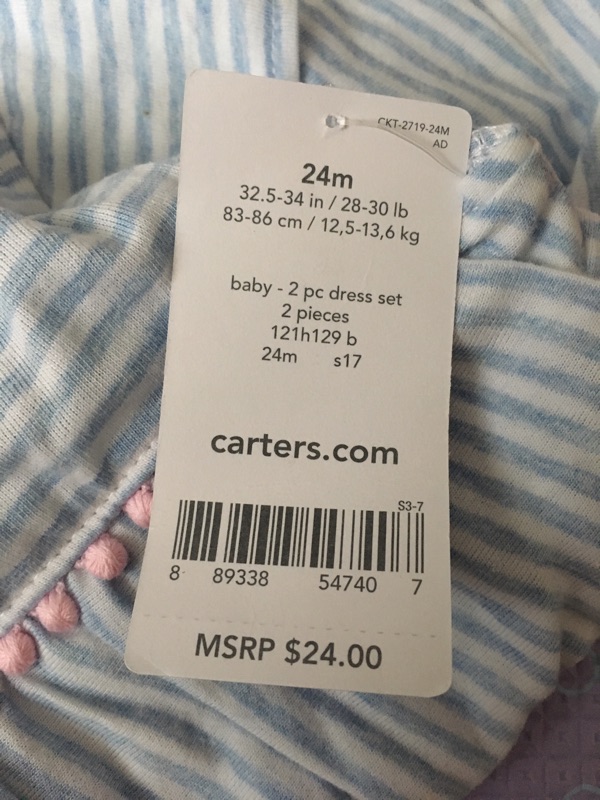 CKT-2719-24M
AD
24m
32.5-34 in / 28-30 lb
83-86 cm / 12,5-13,6 kg
baby - 2 pc dress set
2 pieces
121h129 b
24m s17
carters.com
S3-7
8 89338 54740 7
MSRP $24.00